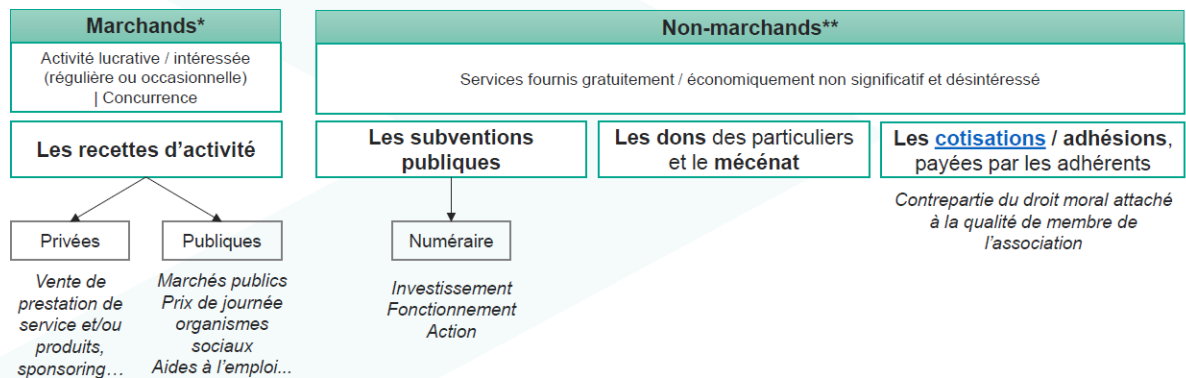 Marchands*
Activité lucrative / intéressée
(régulière ou occasionnelle)
| Concurrence
Les recettes d'activité
Privées
Vente de
prestation de
service et/ou
produits,
sponsoring…
Publiques
Marchés publics
Prix de journée
organismes
sociaux
Aides à l'emploi...
Non-marchands**
Services fournis gratuitement / économiquement non significatif et désintéressé
Les subventions
publiques
Numéraire
Investissement
Fonctionnement
Action
Les dons des particuliers
et le mécénat
Les cotisations / adhésions,
payées par les adhérents
Contrepartie du droit moral attaché
à la qualité de membre de
l'association